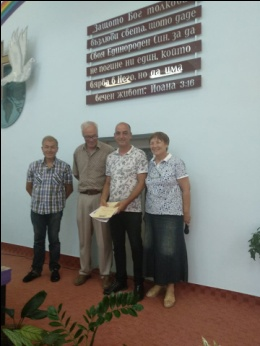 Защото Бог толкова
възлюби света, щото даде
Своя Единороден Син, за да
не погине ни един, който
вярва в Него, но да има
вечен живот: Йоана 3:16